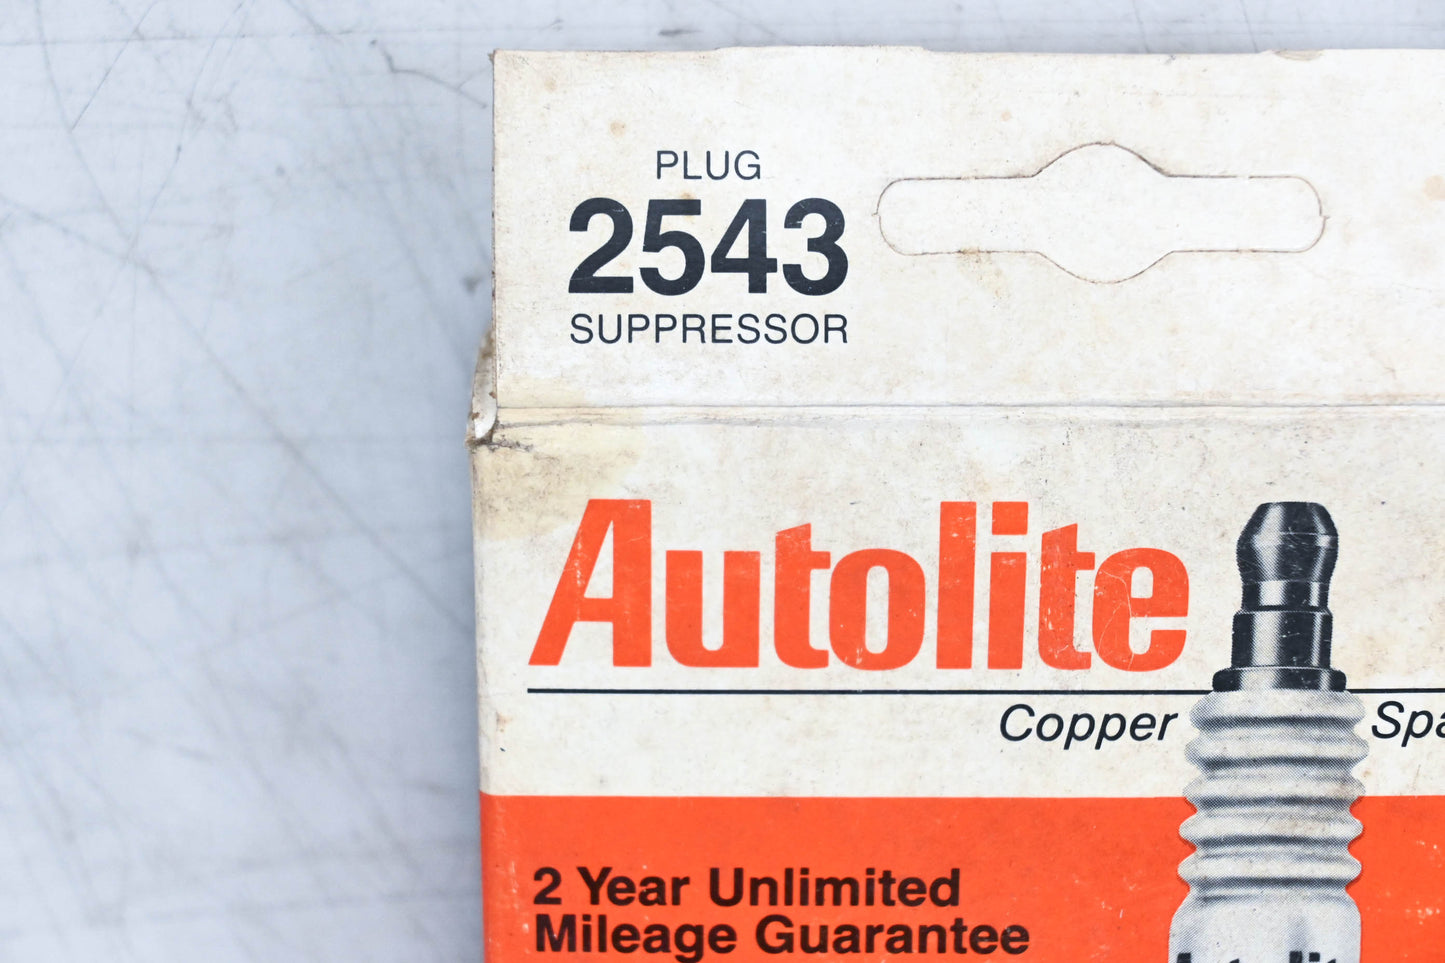 PLUG
2543
SUPPRESSOR
Autolite
Copper
2 Year Unlimited
Mileage Guarantee